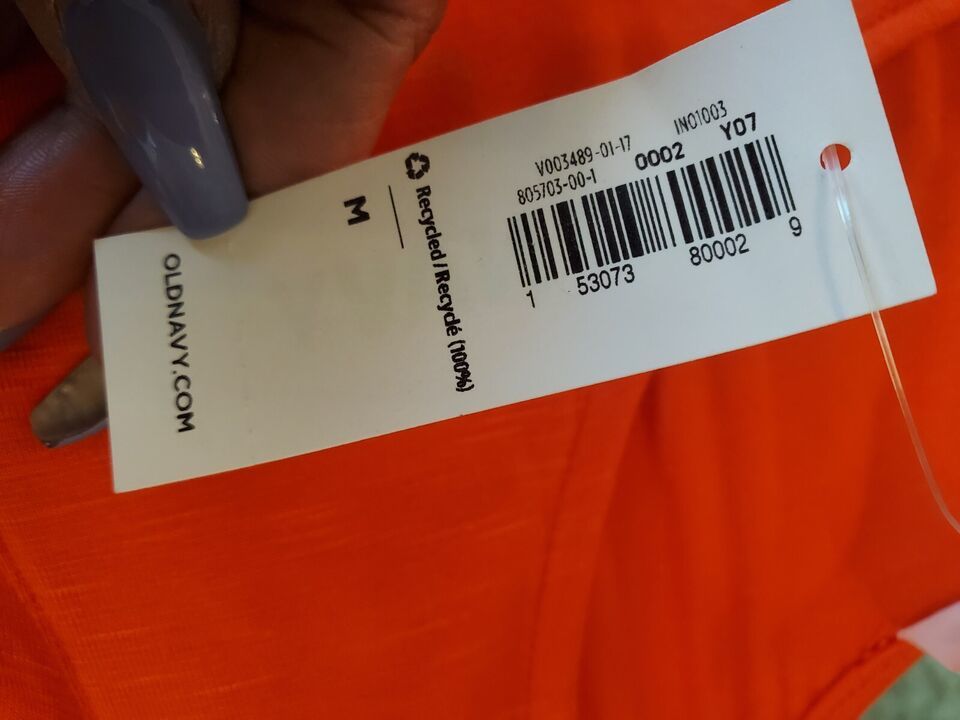 V003489-01-17 IN01003
805703-00-1 0002 Y07
1 53073 80002 9
Recycled/Recyclé (100%)
M
OLDNAVY.COM